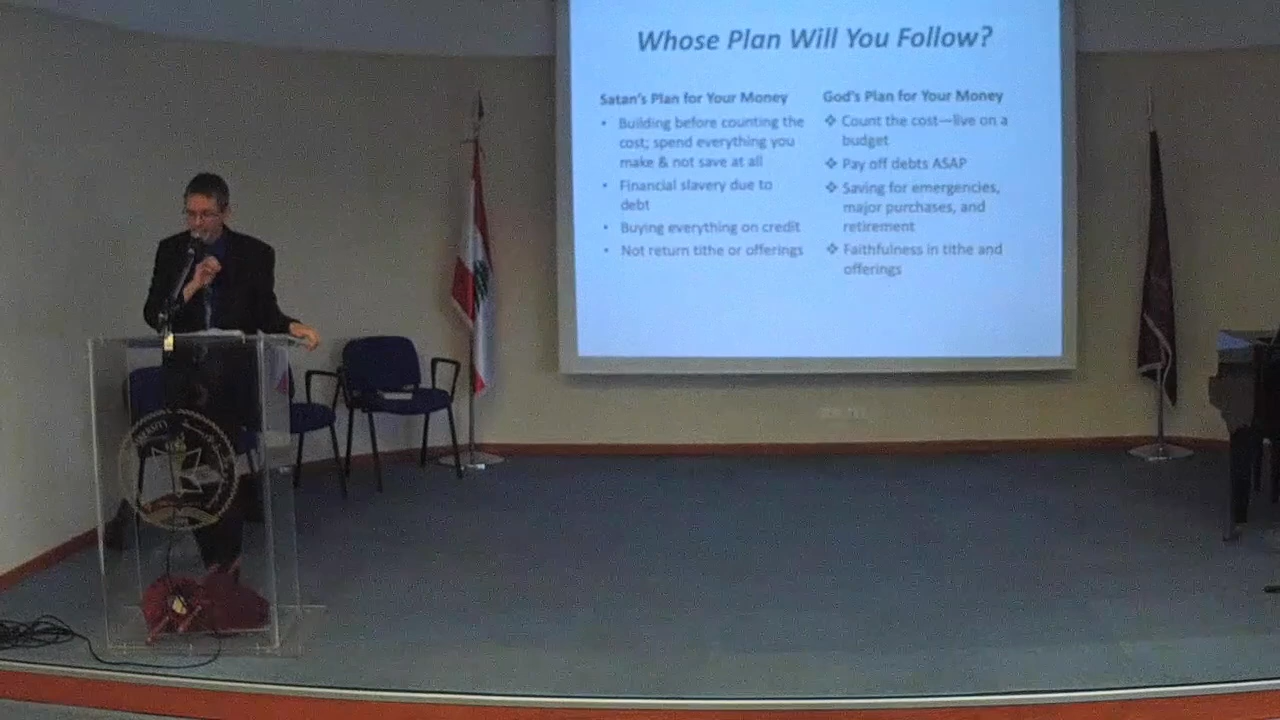 Whose Plan Will You Follow?
Satan's Plan for Your Money
• Building before counting the
cost; spend everything you
make & not save at all
• Financial slavery due to
debt
• Buying everything on credit
• Not return tithe or offerings
God's Plan for Your Money
❖ Count the cost—live on a
budget
❖ Pay off debts ASAP
❖ Saving for emergencies,
major purchases, and
retirement
❖ Faithfulness in tithe and
offerings